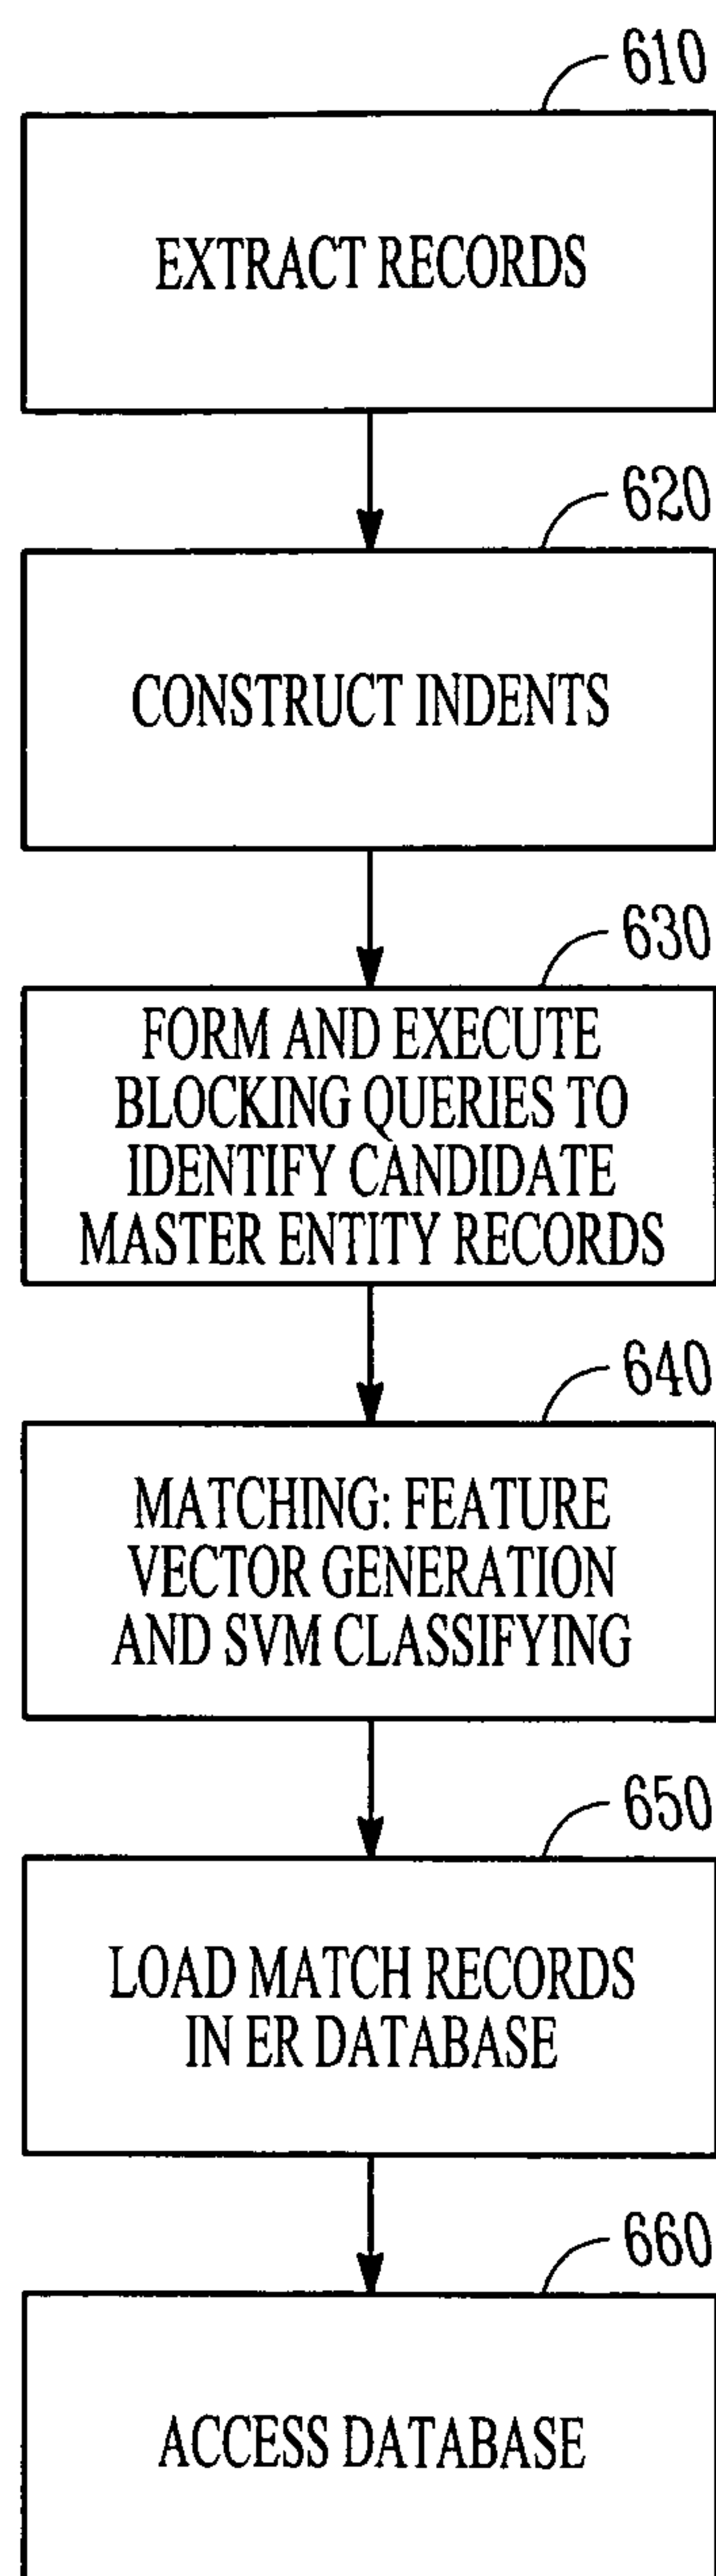 610
EXTRACT RECORDS
620
CONSTRUCT INDENTS
630
FORM AND EXECUTE
BLOCKING QUERIES TO
IDENTIFY CANDIDATE
MASTER ENTITY RECORDS
640
MATCHING: FEATURE
VECTOR GENERATION
AND SVM CLASSIFYING
650
LOAD MATCH RECORDS
IN ER DATABASE
660
ACCESS DATABASE